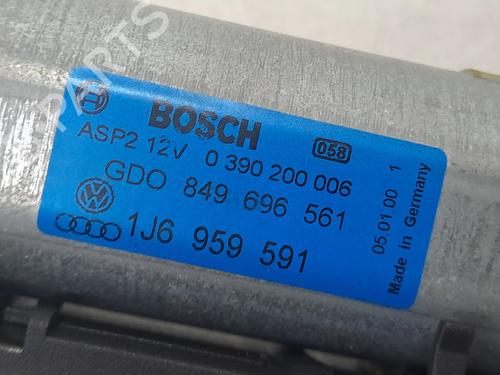 BOSCH
058
ASP2 12V 0 390 200 006
GDO 849 696 561
1J6 959 591
05.01.00 1
Made in Germany
PARTS